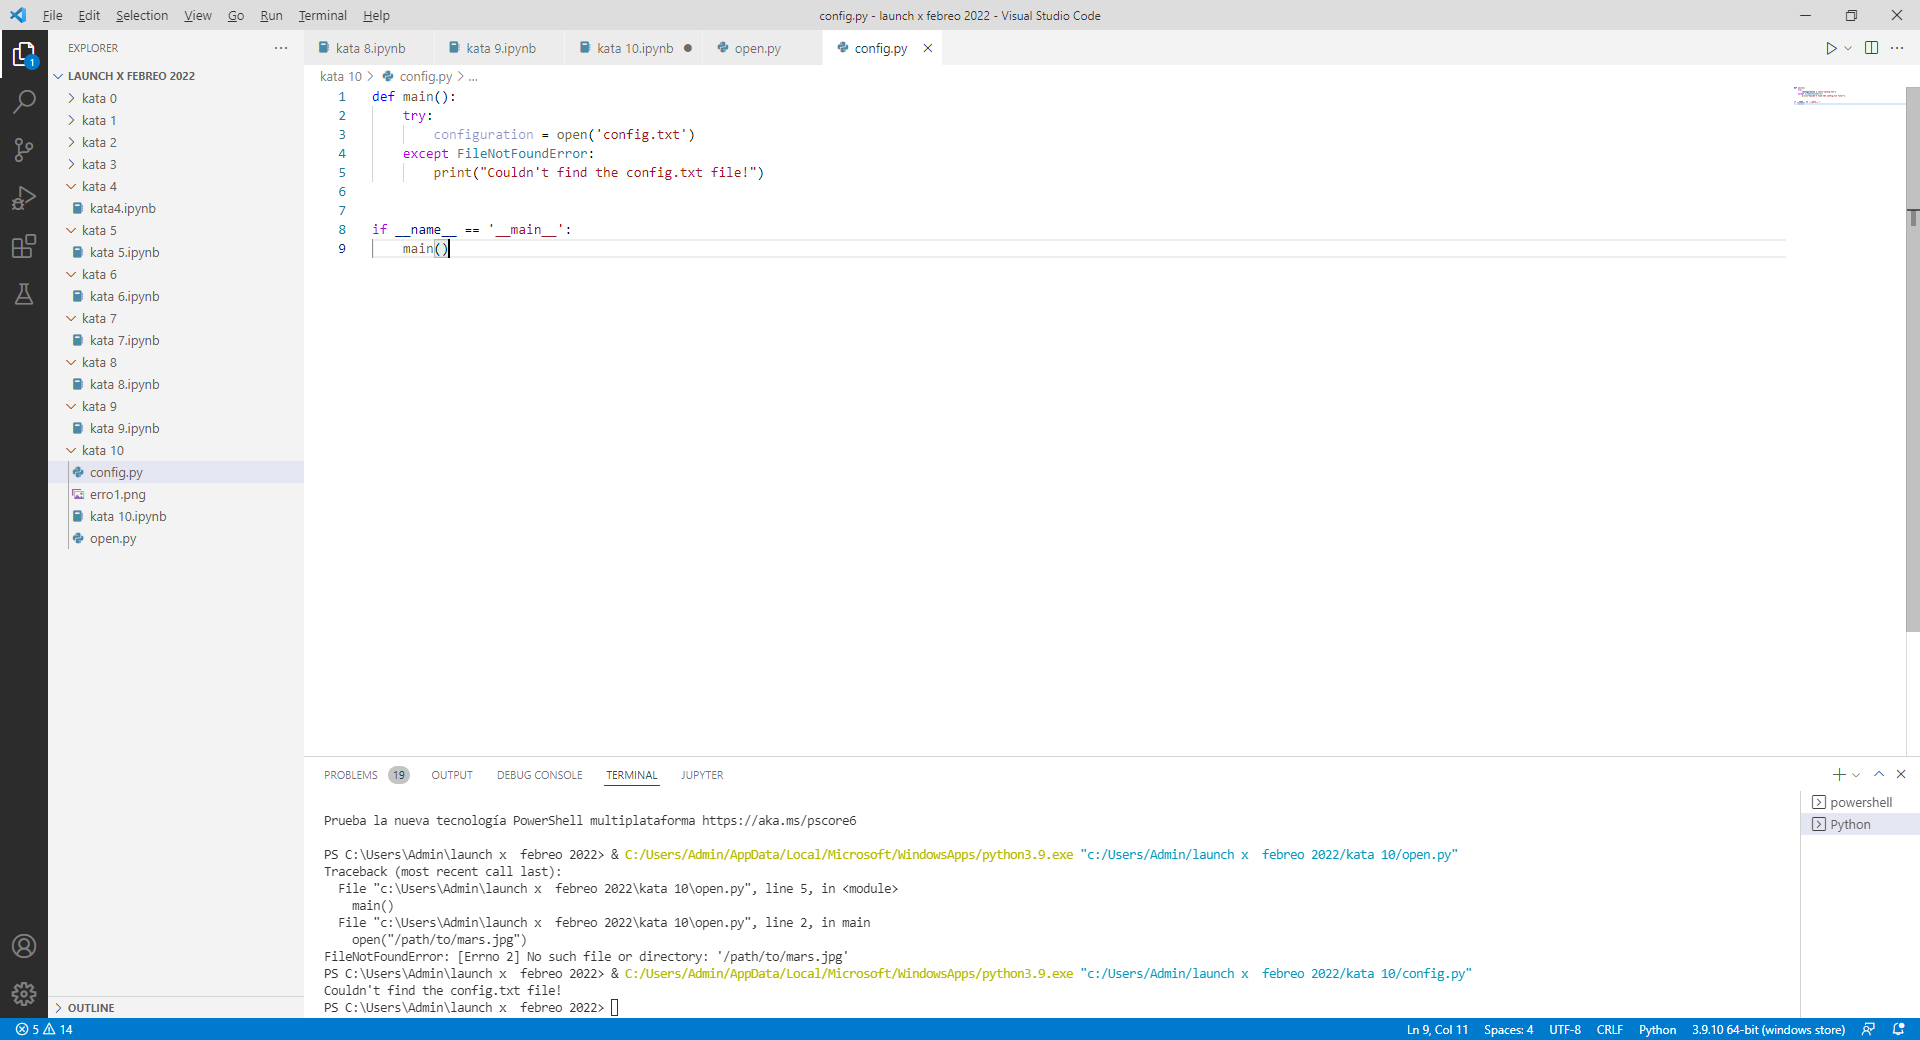 File Edit Selection View Go Run Terminal Help
config.py - launch x febreo 2022 - Visual Studio Code
EXPLORER
LAUNCH X FEBREO 2022
kata 0
kata 1
kata 2
kata 3
kata 4
kata4.ipynb
kata 5
kata 5.ipynb
kata 6
kata 6.ipynb
kata 7
kata 7.ipynb
kata 8
kata 8.ipynb
kata 9
kata 9.ipynb
kata 10
config.py
erro1.png
kata 10.ipynb
open.py
OUTLINE
kata 8.ipynb kata 9.ipynb kata 10.ipynb open.py config.py
kata 10 > config.py > ...
1 def main():
2     try:
3         configuration = open('config.txt')
4     except FileNotFoundError:
5         print("Couldn't find the config.txt file!")
6
7
8 if __name__ == '__main__':
9     main()
PROBLEMS 19 OUTPUT DEBUG CONSOLE TERMINAL JUPYTER
powershell
Python
Prueba la nueva tecnología PowerShell multiplataforma https://aka.ms/pscore6
PS C:\Users\Admin\launch x  febreo 2022> & C:/Users/Admin/AppData/Local/Microsoft/WindowsApps/python3.9.exe "c:/Users/Admin/launch x  febreo 2022/kata 10/open.py"
Traceback (most recent call last):
  File "c:\Users\Admin\launch x  febreo 2022\kata 10\open.py", line 5, in <module>
    main()
  File "c:\Users\Admin\launch x  febreo 2022\kata 10\open.py", line 2, in main
    open("/path/to/mars.jpg")
FileNotFoundError: [Errno 2] No such file or directory: '/path/to/mars.jpg'
PS C:\Users\Admin\launch x  febreo 2022> & C:/Users/Admin/AppData/Local/Microsoft/WindowsApps/python3.9.exe "c:/Users/Admin/launch x  febreo 2022/kata 10/config.py"
Couldn't find the config.txt file!
PS C:\Users\Admin\launch x  febreo 2022>
1
5 14
Ln 9, Col 11 Spaces: 4 UTF-8 CRLF Python 3.9.10 64-bit (windows store)